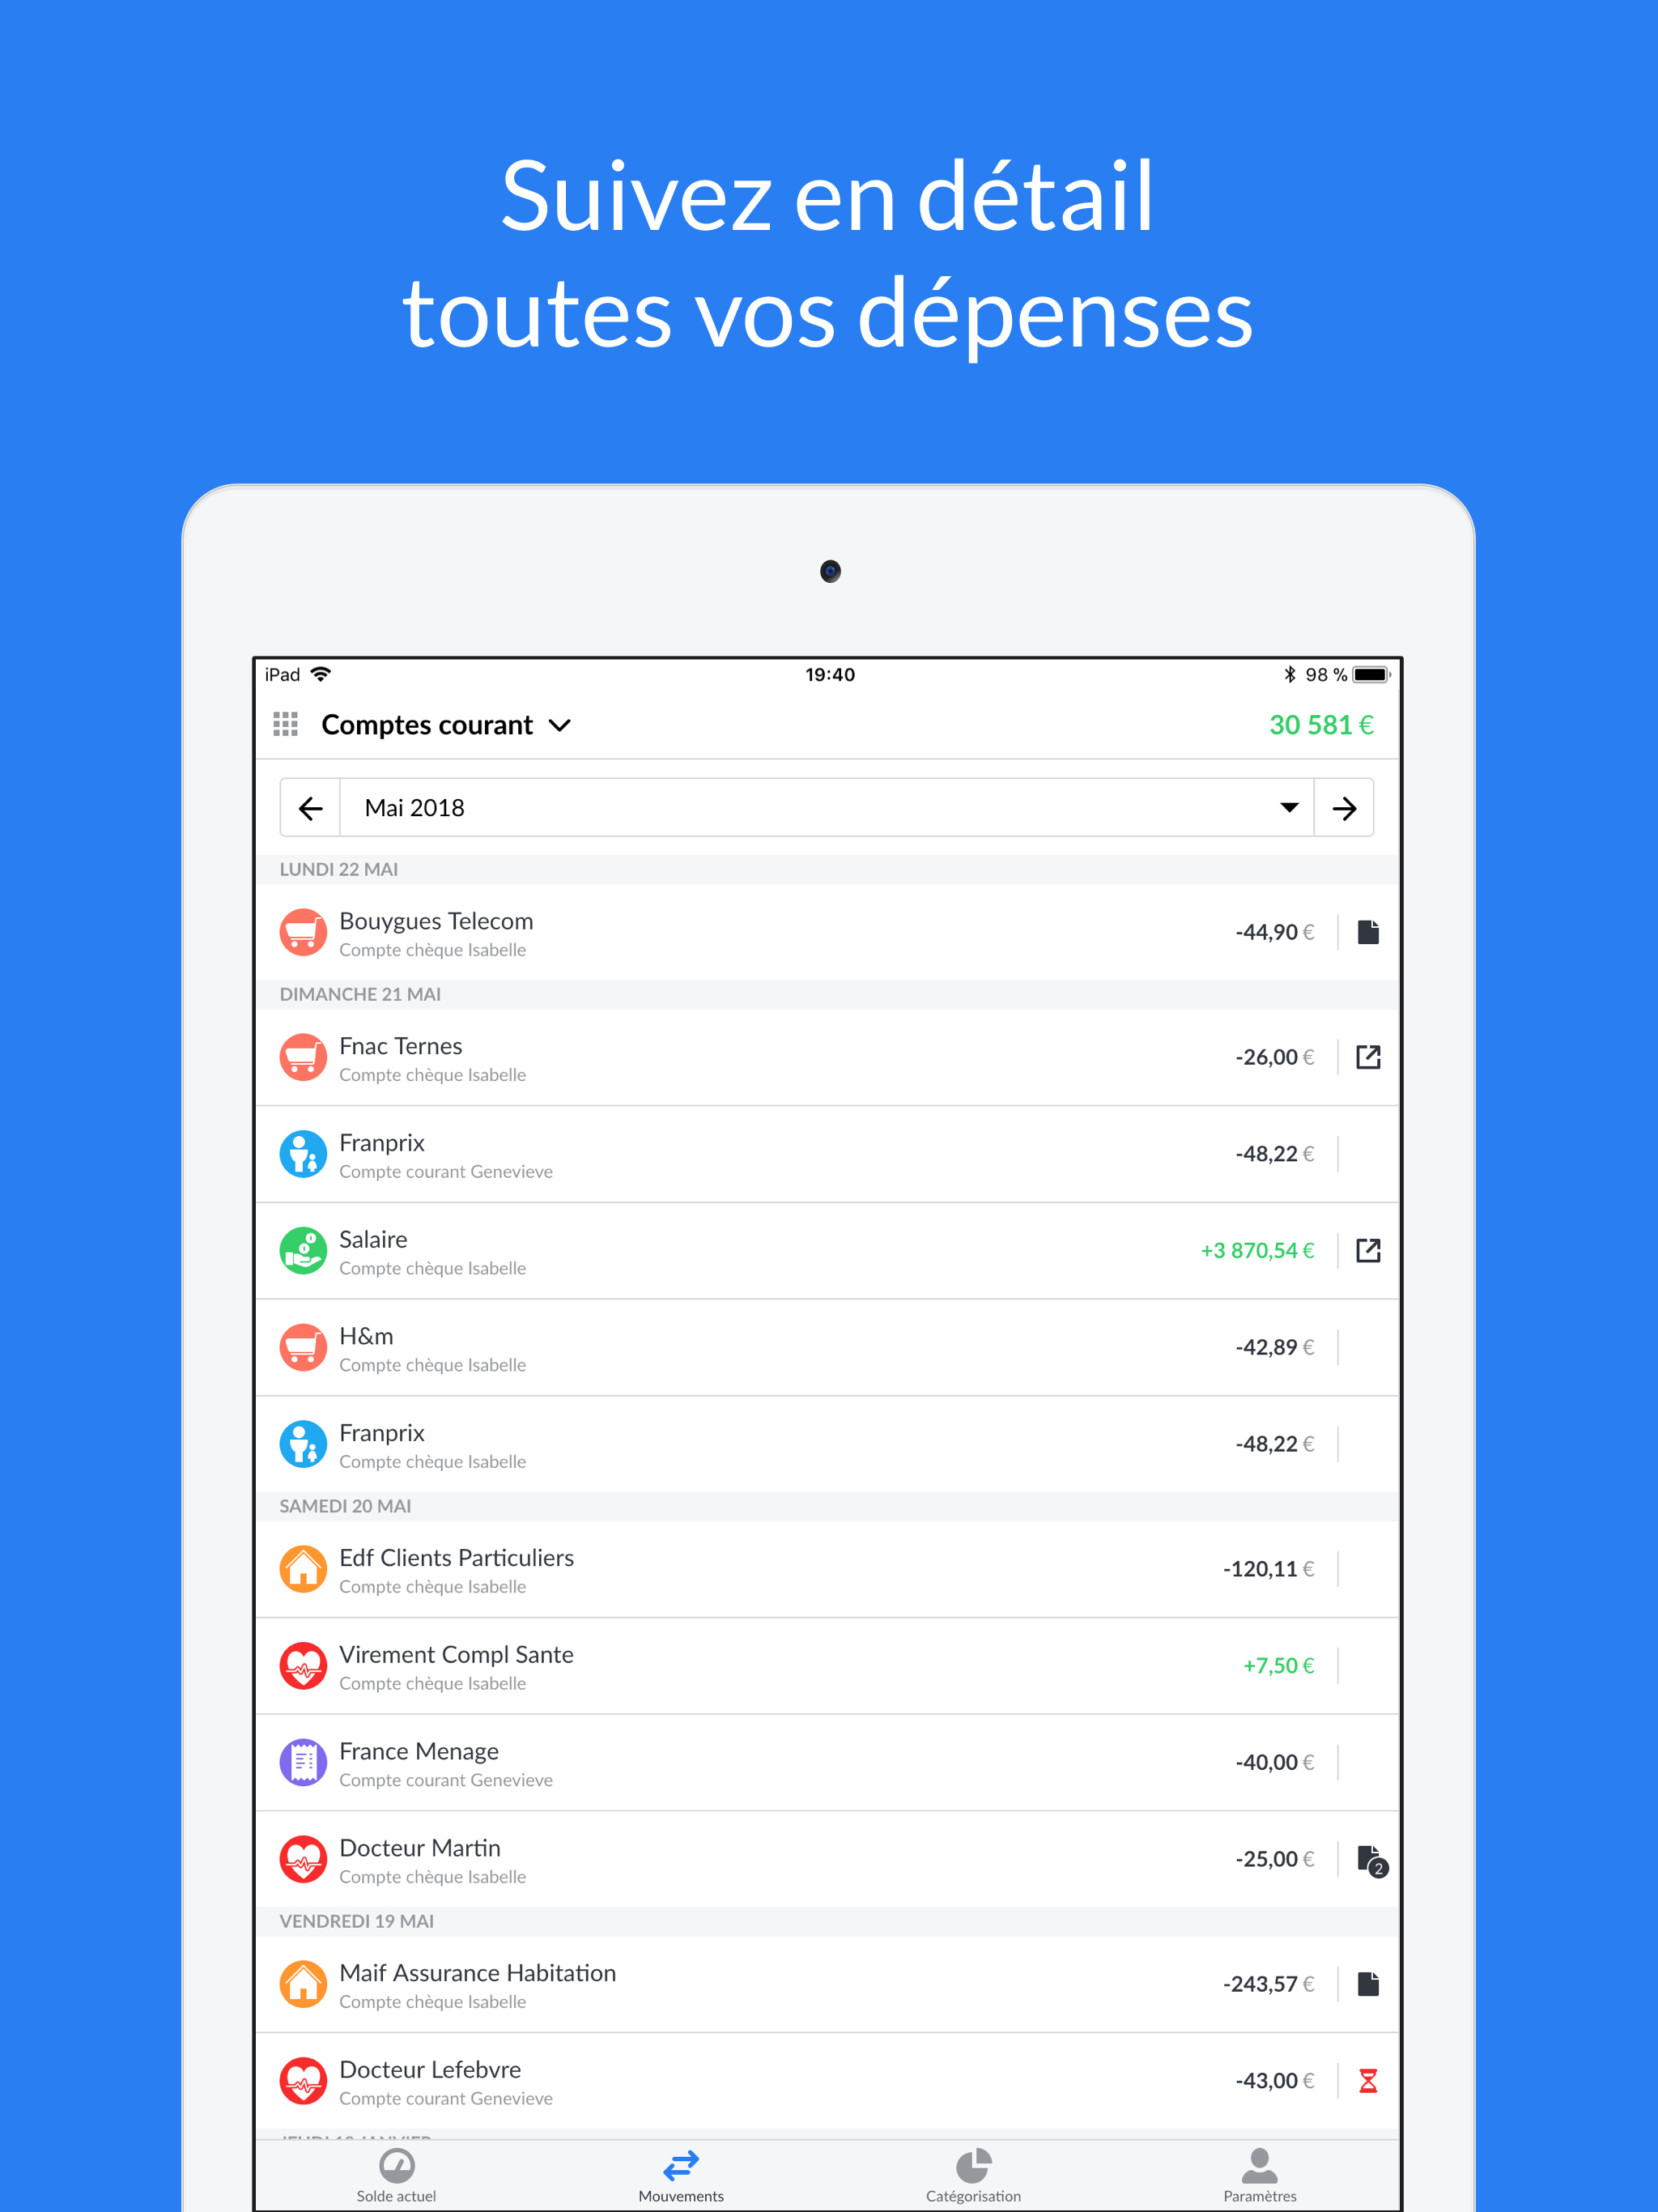 Suivez en détail
toutes vos dépenses
iPad 19:40 98 %
Comptes courant 30 581 €
Mai 2018
LUNDI 22 MAI
Bouygues Telecom
Compte chèque Isabelle
-44,90 €
DIMANCHE 21 MAI
Fnac Ternes
Compte chèque Isabelle
-26,00 €
Franprix
Compte courant Genevieve
-48,22 €
Salaire
Compte chèque Isabelle
+3 870,54 €
H&m
Compte chèque Isabelle
-42,89 €
Franprix
Compte chèque Isabelle
-48,22 €
SAMEDI 20 MAI
Edf Clients Particuliers
Compte chèque Isabelle
-120,11 €
Virement Compl Sante
Compte chèque Isabelle
+7,50 €
France Menage
Compte courant Genevieve
-40,00 €
Docteur Martin
Compte chèque Isabelle
-25,00 €
2
VENDREDI 19 MAI
Maif Assurance Habitation
Compte chèque Isabelle
-243,57 €
Docteur Lefebvre
Compte courant Genevieve
-43,00 €
Solde actuel Mouvements Catégorisation Paramètres